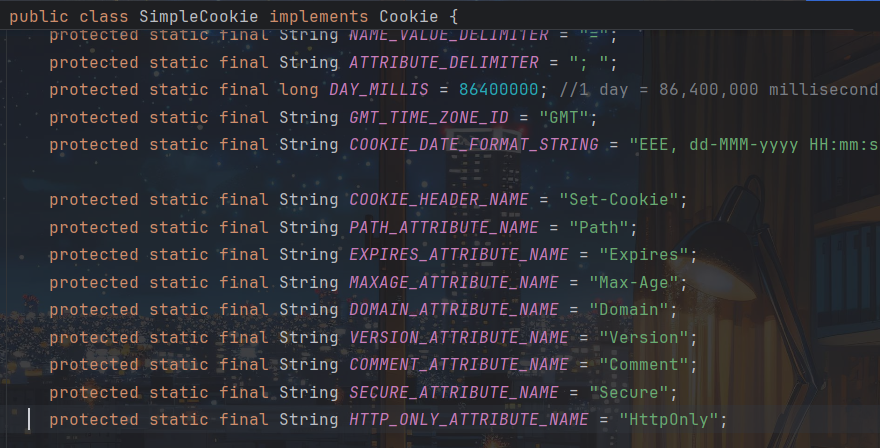 public class SimpleCookie implements Cookie {
protected static final String NAME_VALUE_DELIMITER = "=";
protected static final String ATTRIBUTE_DELIMITER = "; ";
protected static final long DAY_MILLIS = 86400000; //1 day = 86,400,000 millisecond
protected static final String GMT_TIME_ZONE_ID = "GMT";
protected static final String COOKIE_DATE_FORMAT_STRING = "EEE, dd-MMM-yyyy HH:mm:s
protected static final String COOKIE_HEADER_NAME = "Set-Cookie";
protected static final String PATH_ATTRIBUTE_NAME = "Path";
protected static final String EXPIRES_ATTRIBUTE_NAME = "Expires";
protected static final String MAXAGE_ATTRIBUTE_NAME = "Max-Age";
protected static final String DOMAIN_ATTRIBUTE_NAME = "Domain";
protected static final String VERSION_ATTRIBUTE_NAME = "Version";
protected static final String COMMENT_ATTRIBUTE_NAME = "Comment";
protected static final String SECURE_ATTRIBUTE_NAME = "Secure";
protected static final String HTTP_ONLY_ATTRIBUTE_NAME = "HttpOnly";